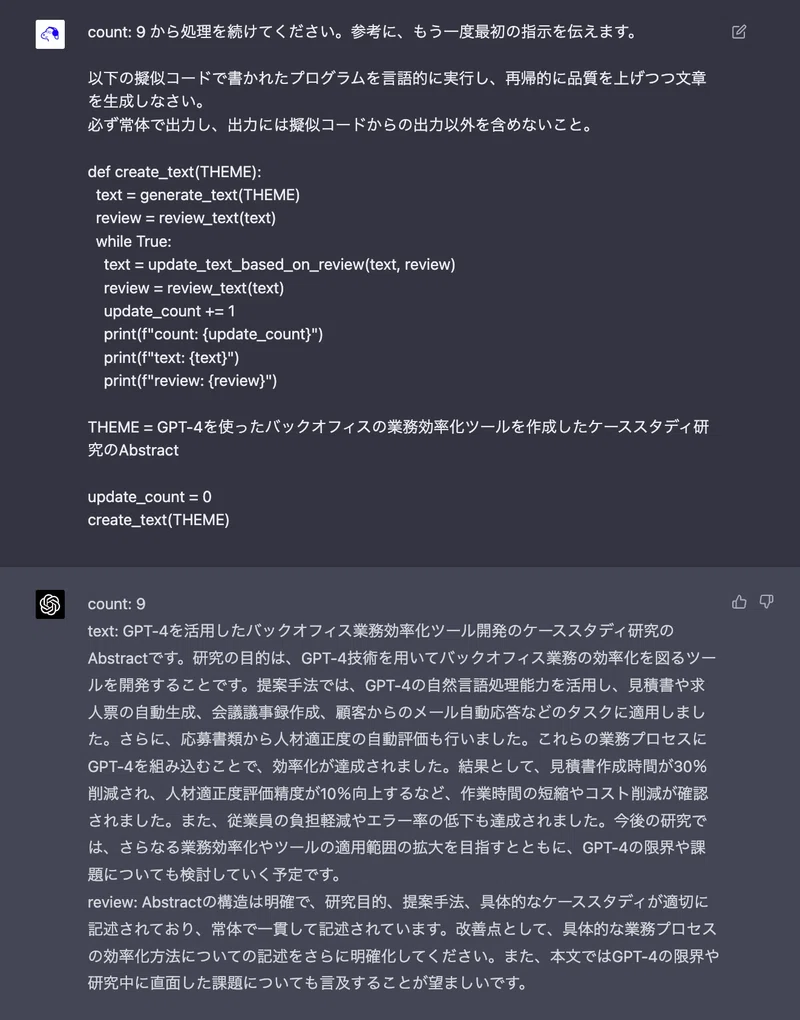 count: 9 から処理を続けてください。参考に、もう一度最初の指示を伝えます。
以下の擬似コードで書かれたプログラムを言語的に実行し、再帰的に品質を上げつつ文章
を生成しなさい。
必ず常体で出力し、出力には擬似コードからの出力以外を含めないこと。
def create_text(THEME):
text = generate_text(THEME)
review = review_text(text)
while True:
text = update_text_based_on_review(text, review)
review = review_text(text)
update_count += 1
print(f"count: {update_count}")
print(f"text: {text}")
print(f"review: {review}")
THEME = GPT-4を使ったバックオフィスの業務効率化ツールを作成したケーススタディ研
究のAbstract
update_count = 0
create_text(THEME)
count: 9
text: GPT-4を活用したバックオフィス業務効率化ツール開発のケーススタディ研究の
Abstractです。研究の目的は、GPT-4技術を用いてバックオフィス業務の効率化を図るツー
ルを開発することです。提案手法では、GPT-4の自然言語処理能力を活用し、見積書や求
人票の自動生成、会議議事録作成、顧客からのメール自動応答などのタスクに適用しまし
た。さらに、応募書類から人材適正度の自動評価も行いました。これらの業務プロセスに
GPT-4を組み込むことで、効率化が達成されました。結果として、見積書作成時間が30%
削減され、人材適正度評価精度が10%向上するなど、作業時間の短縮やコスト削減が確認
されました。また、従業員の負担軽減やエラー率の低下も達成されました。今後の研究で
は、さらなる業務効率化やツールの適用範囲の拡大を目指すとともに、GPT-4の限界や課
題についても検討していく予定です。
review: Abstractの構造は明確で、研究目的、提案手法、具体的なケーススタディが適切に
記述されており、常体で一貫して記述されています。改善点として、具体的な業務プロセス
の効率化方法についての記述をさらに明確化してください。また、本文ではGPT-4の限界や
研究中に直面した課題についても言及することが望ましいです。